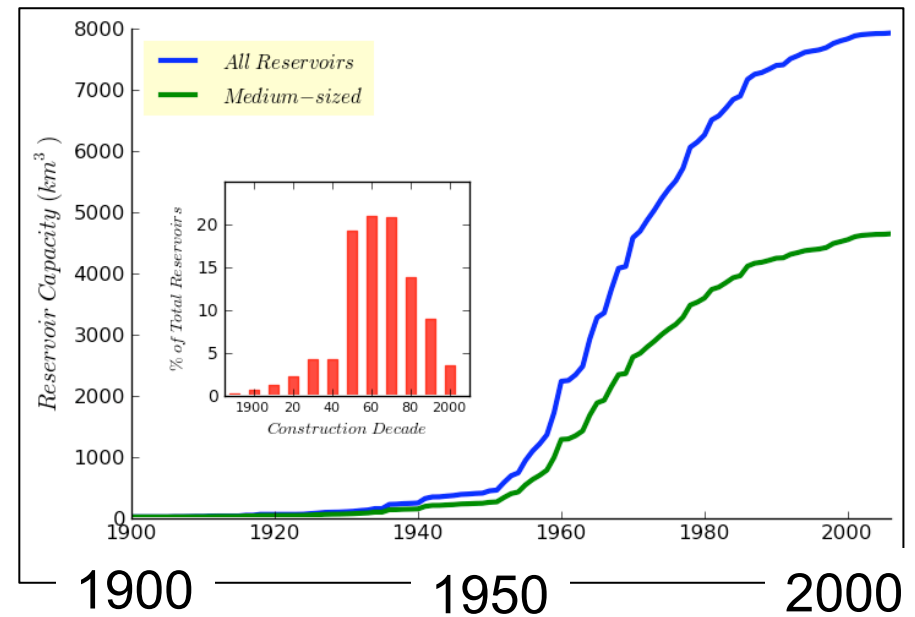 8000
7000
6000
5000
4000
3000
2000
1000
0
Reservoir Capacity (km³)
All Reservoirs
Medium-sized
20
15
10
5
0
% of Total Reservoirs
1900 20 40 60 80 2000
Construction Decade
1900 1920 1940 1960 1980 2000
1900 1950 2000